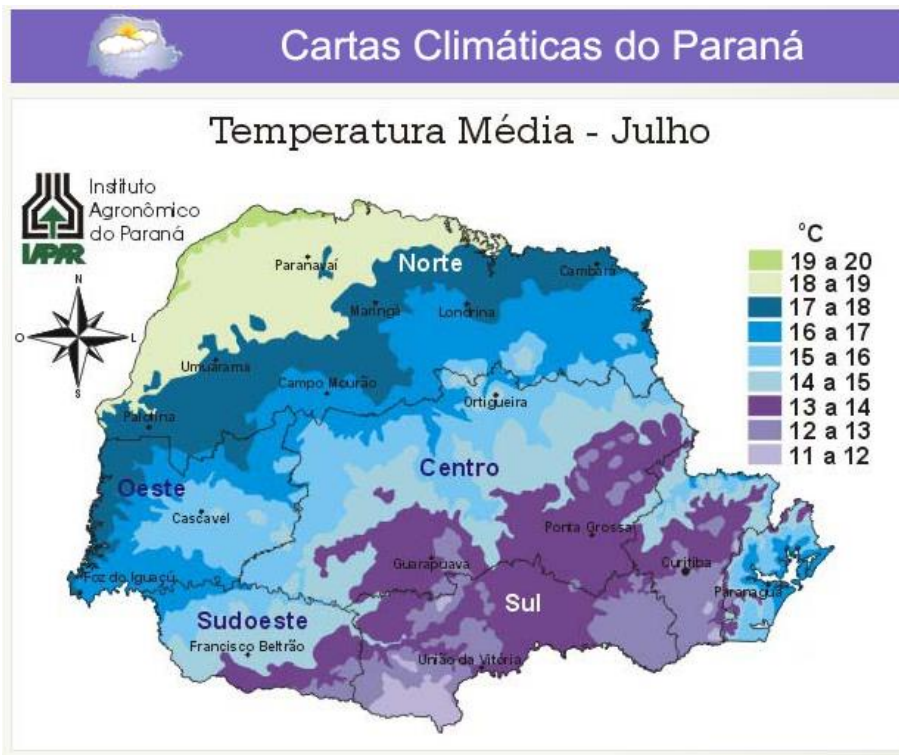 Cartas Climáticas do Paraná
Temperatura Média - Julho
Instituto
Agronômico
do Paraná
IAPAR
N
O
L
S
°C
19 a 20
18 a 19
17 a 18
16 a 17
15 a 16
14 a 15
13 a 14
12 a 13
11 a 12
Paranavaí
Norte
Cambará
Maringá
Londrina
Umuarama
Campo Mourão
Ortigueira
Palotina
Centro
Oeste
Cascavel
Ponta Grossa
Guarapuava
Curitiba
Foz do Iguaçú
Paranaguá
Sul
Sudoeste
Francisco Beltrão
União da Vitória